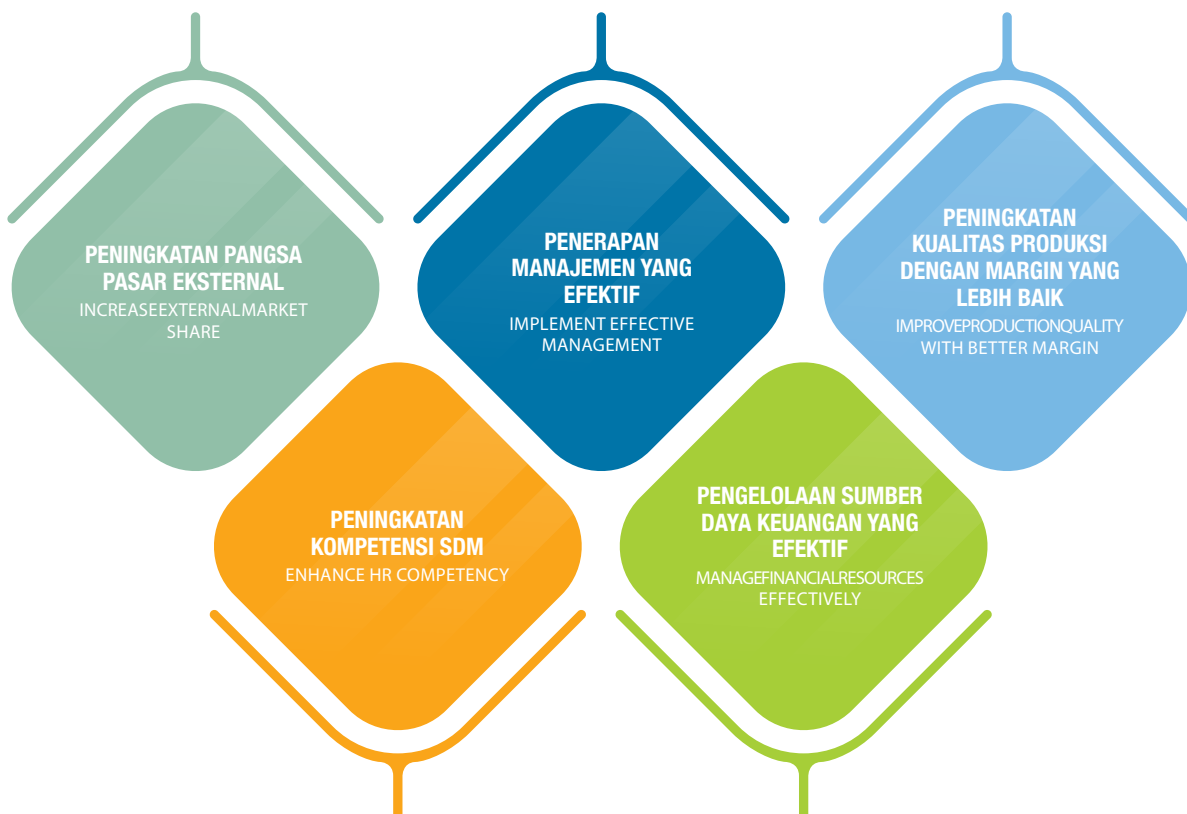 PENINGKATAN PANGSA
PASAR EKSTERNAL
INCREASEEXTERNALMARKET
SHARE
PENERAPAN
MANAJEMEN YANG
EFEKTIF
IMPLEMENT EFFECTIVE
MANAGEMENT
PENINGKATAN
KUALITAS PRODUKSI
DENGAN MARGIN YANG
LEBIH BAIK
IMPROVEPRODUCTIONQUALITY
WITH BETTER MARGIN
PENINGKATAN
KOMPETENSI SDM
ENHANCE HR COMPETENCY
PENGELOLAAN SUMBER
DAYA KEUANGAN YANG
EFEKTIF
MANAGEFINANCIALRESOURCES
EFFECTIVELY